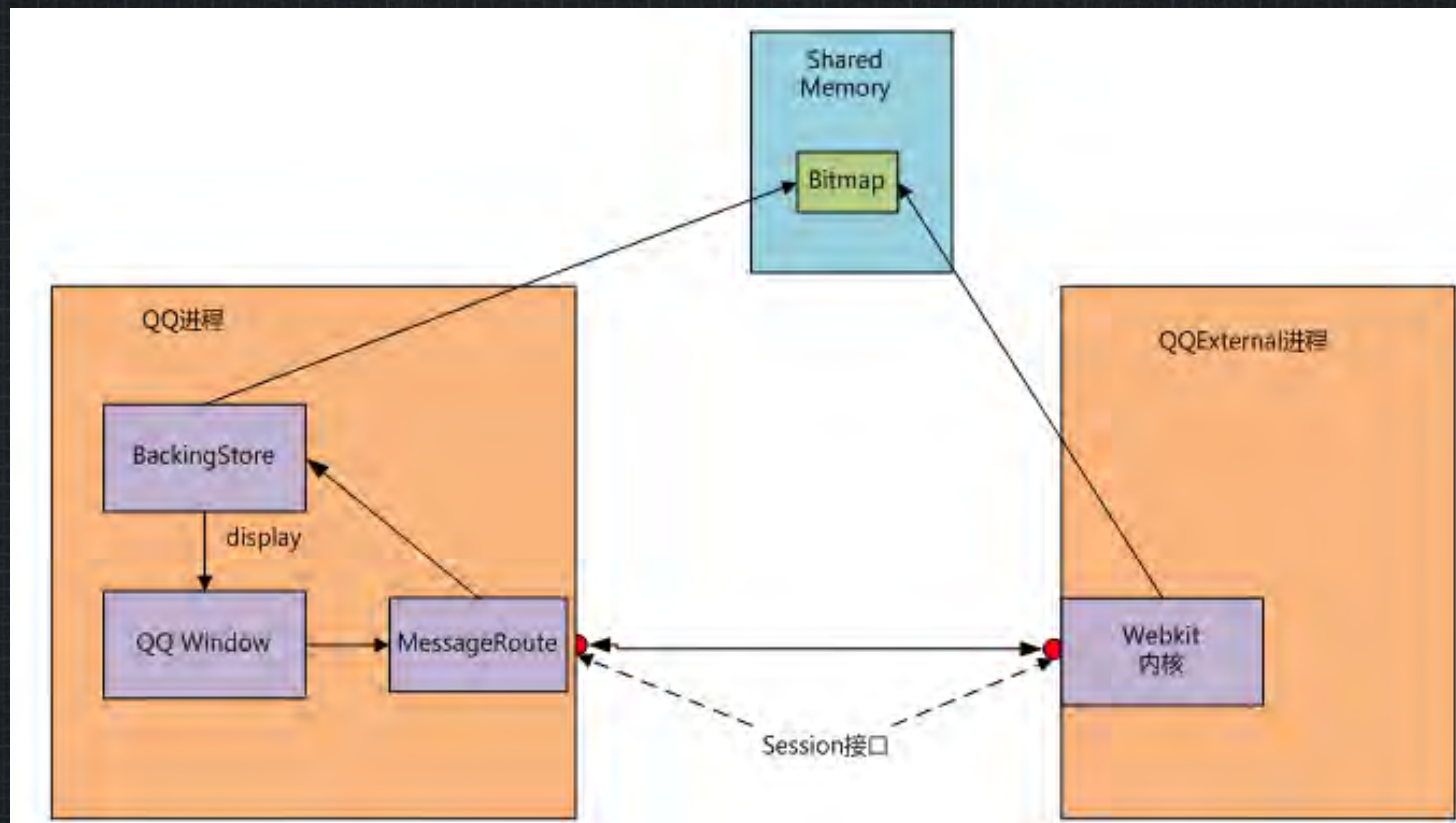 Shared
Memory
Bitmap
QQ进程
QQExternal进程
BackingStore
display
QQ Window
MessageRoute
Webkit
内核
Session接口